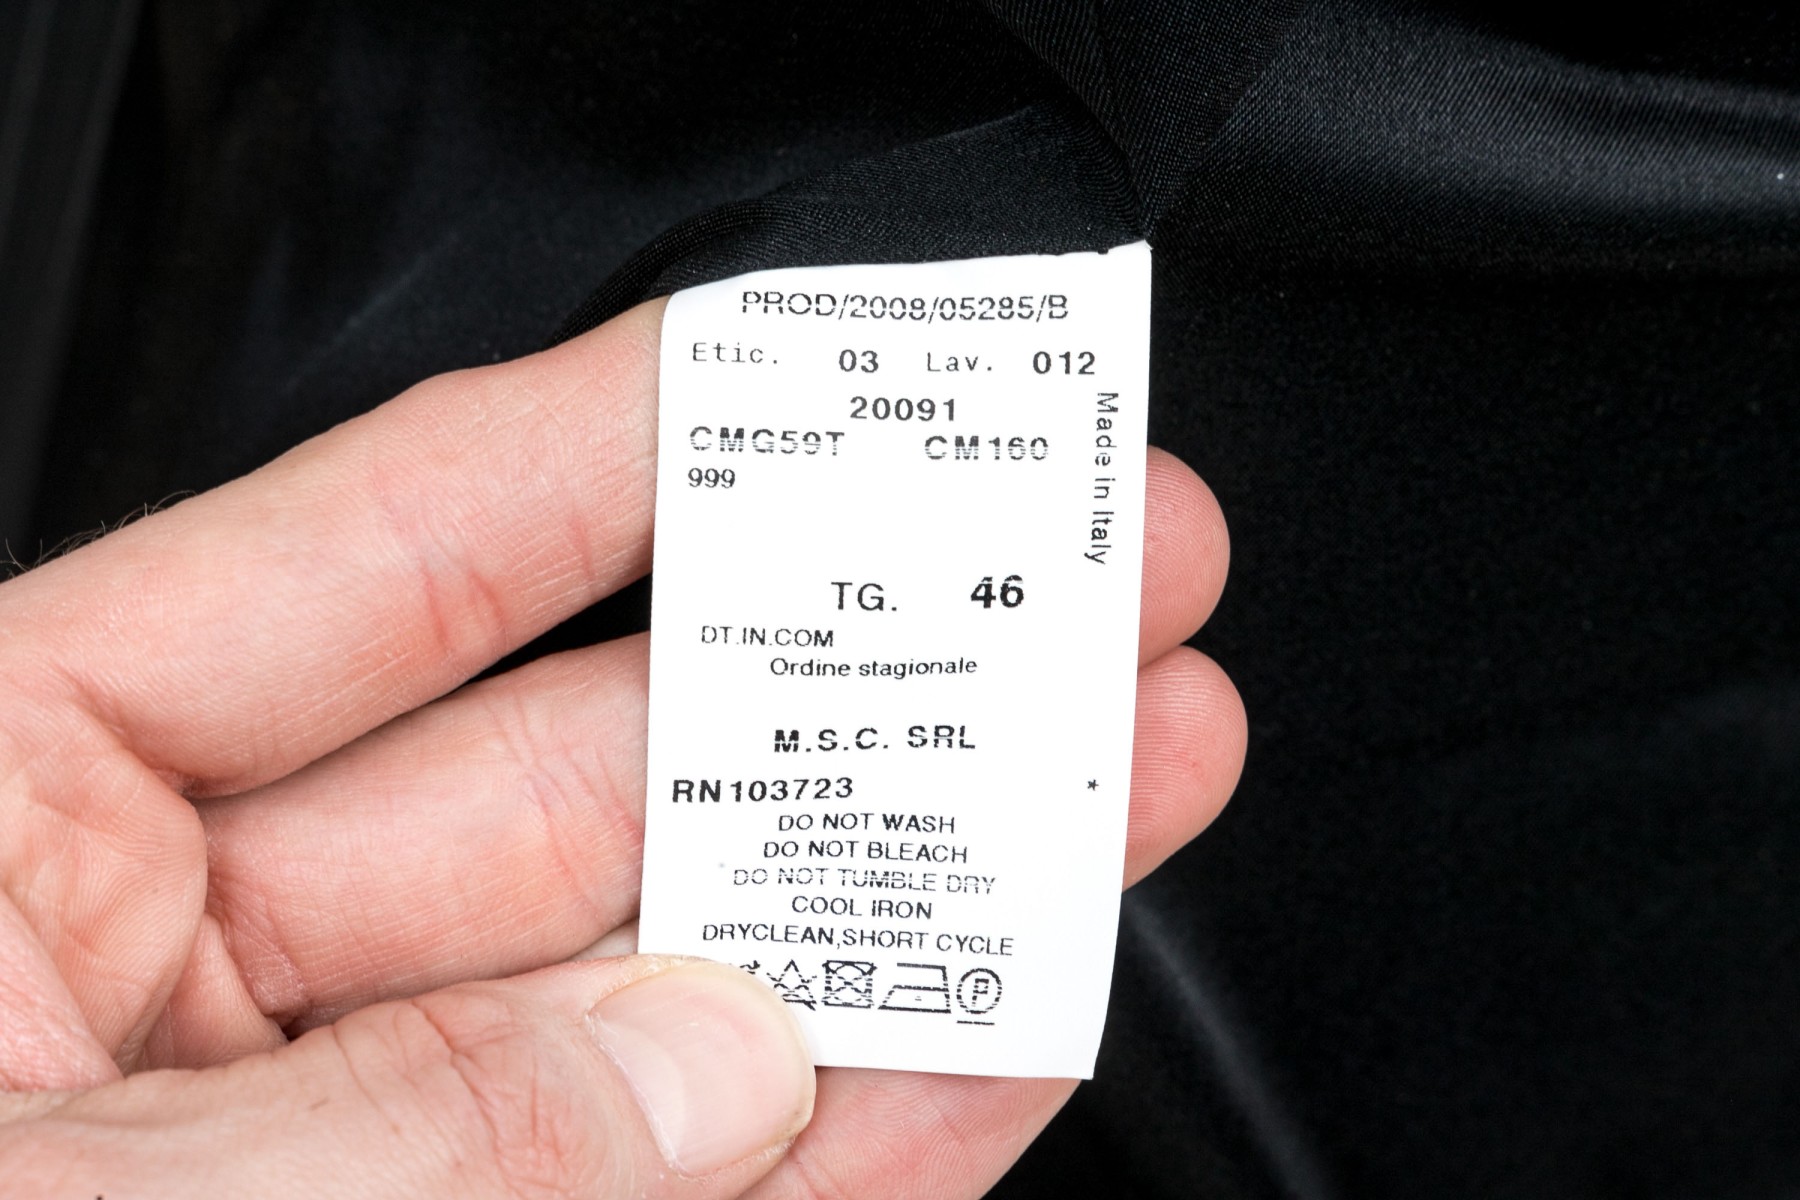 PROD/2008/05285/B
Etic. 03 Lav. 012
20091
CMG59T CM160
999
Made in Italy
TG. 46
DT.IN.COM
Ordine stagionale
M.S.C. SRL
RN103723 *
DO NOT WASH
DO NOT BLEACH
DO NOT TUMBLE DRY
COOL IRON
DRYCLEAN,SHORT CYCLE
P